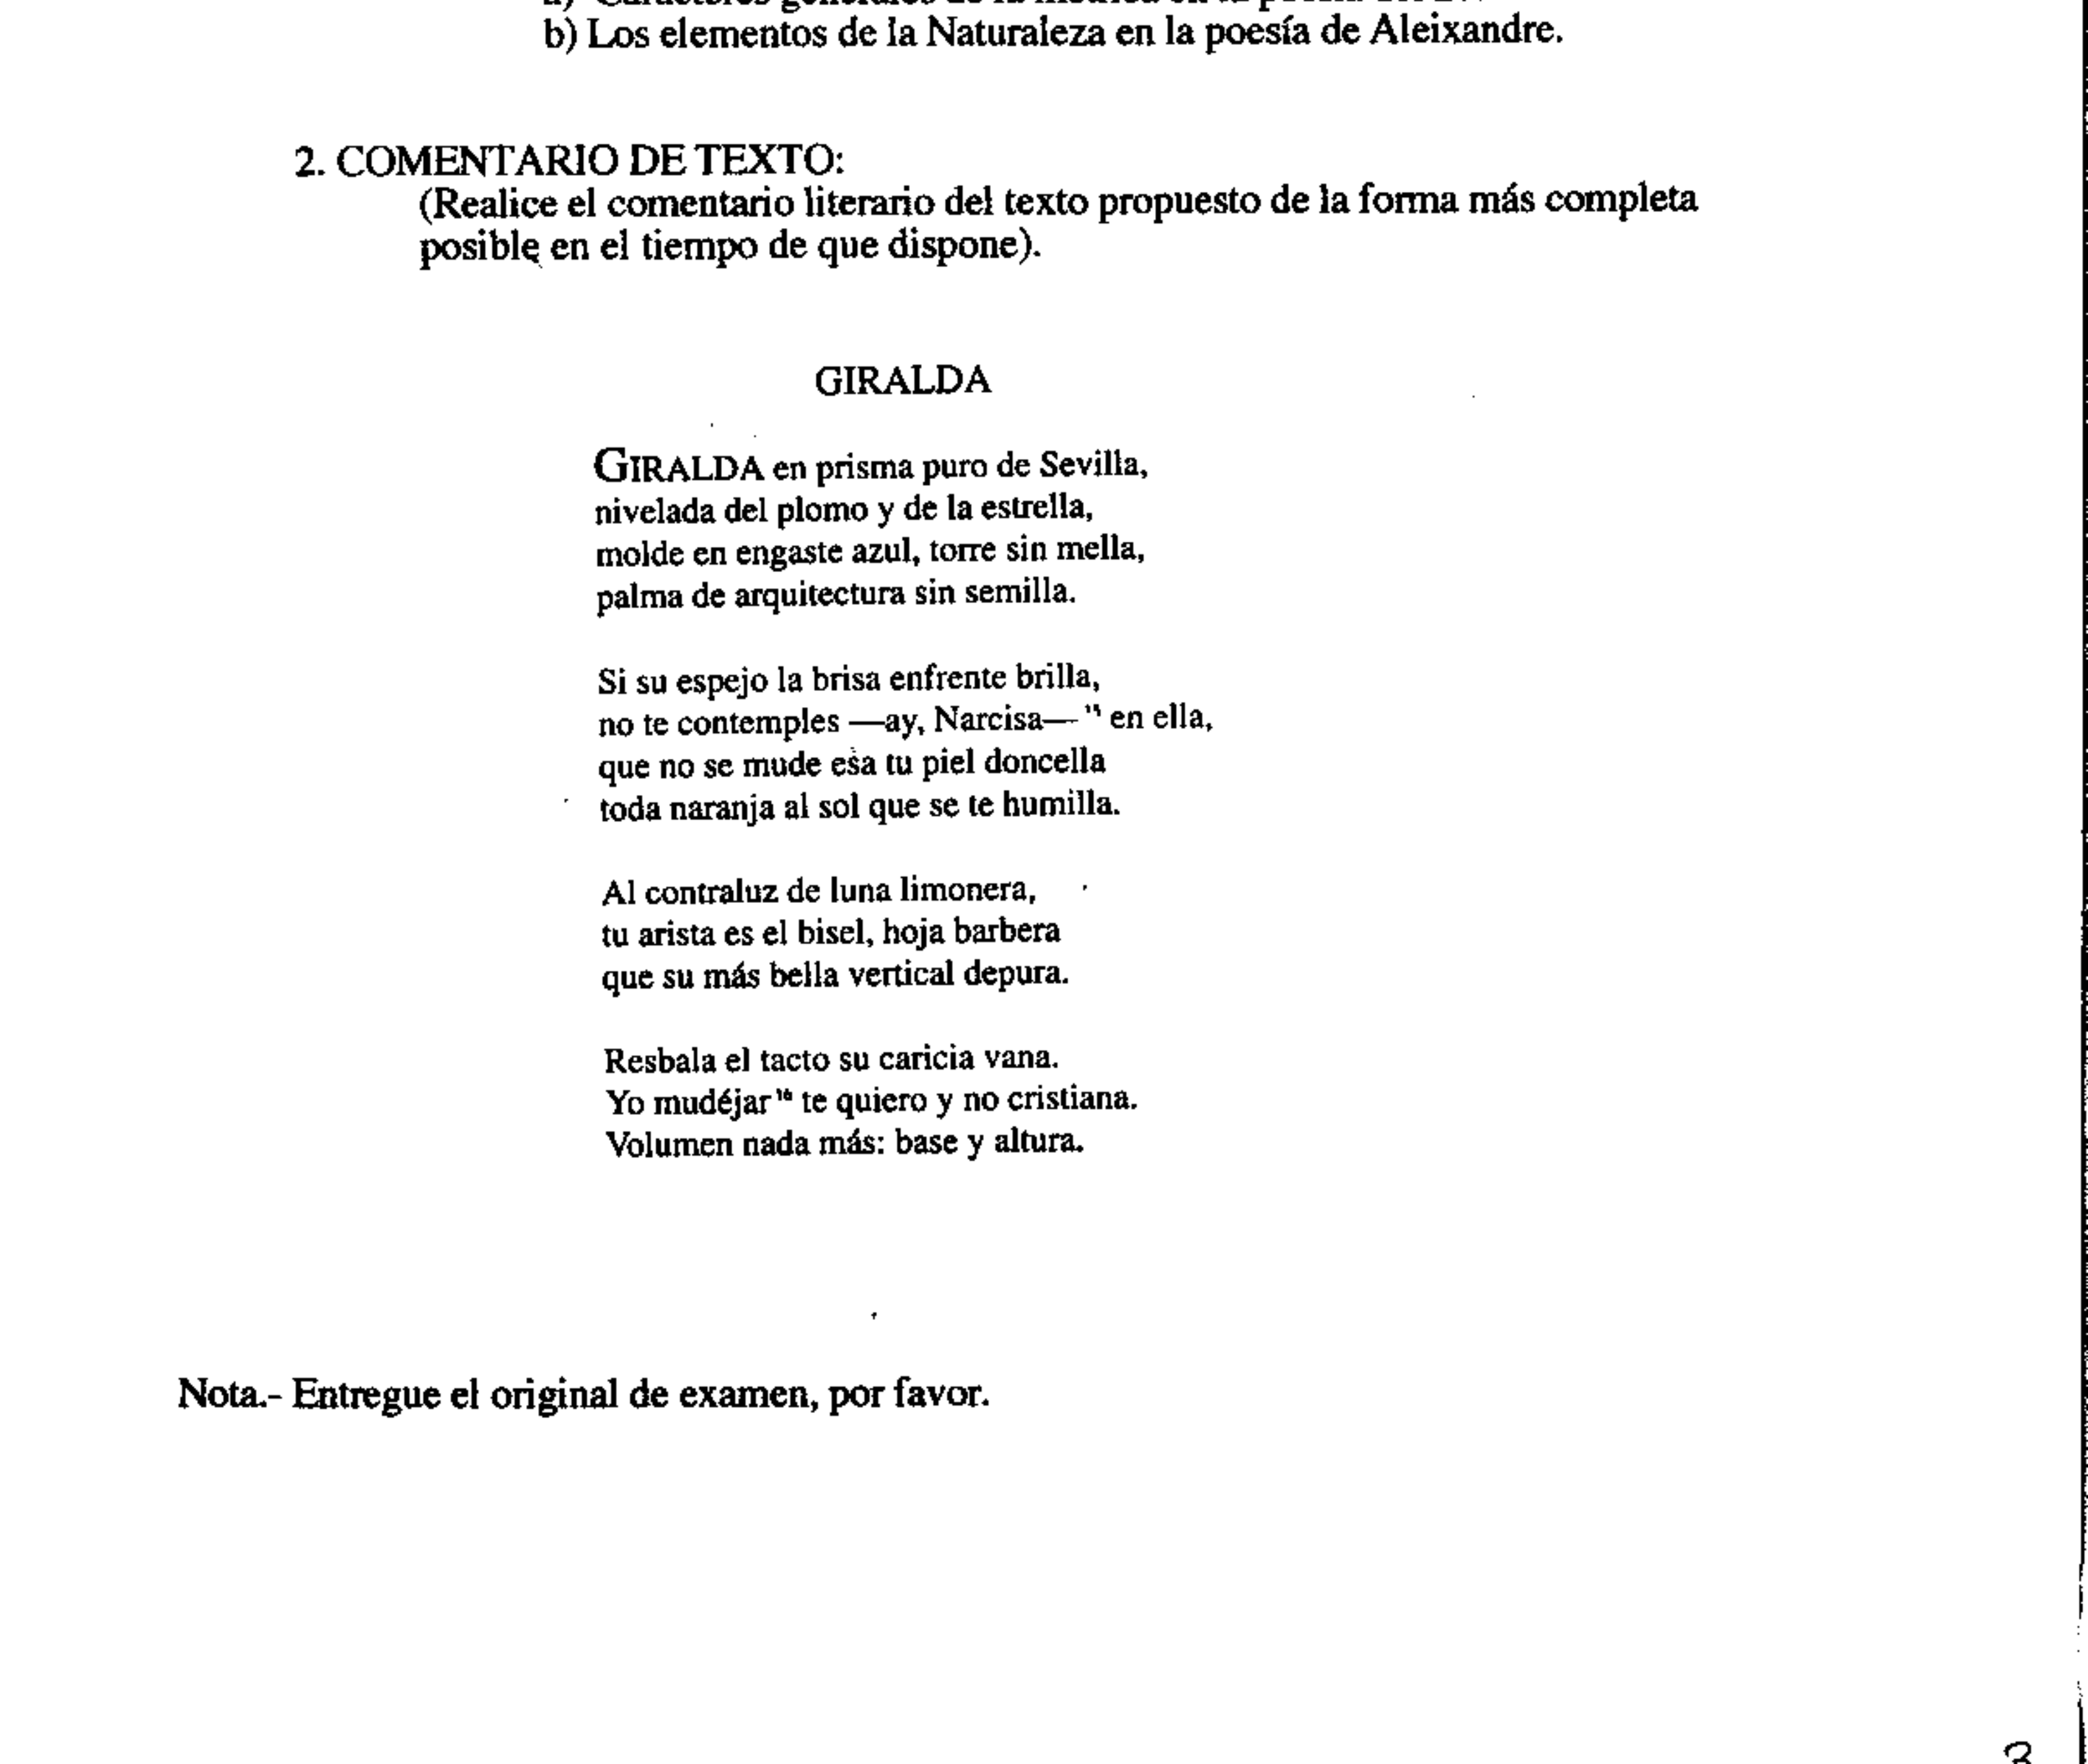 b) Los elementos de la Naturaleza en la poesía de Aleixandre.
2. COMENTARIO DE TEXTO:
(Realice el comentario literario del texto propuesto de la forma más completa
posible en el tiempo de que dispone).
GIRALDA
GIRALDA en prisma puro de Sevilla,
nivelada del plomo y de la estrella,
molde en engaste azul, torre sin mella,
palma de arquitectura sin semilla.
Si su espejo la brisa enfrente brilla,
no te contemples —ay, Narcisa— en ella,
que no se mude esa tu piel doncella
toda naranja al sol que se te humilla.
Al contraluz de luna limonera,
tu arista es el bisel, hoja barbera
que su más bella vertical depura.
Resbala el tacto su caricia vana.
Yo mudéjar¹⁶ te quiero y no cristiana.
Volumen nada más: base y altura.
Nota.- Entregue el original de examen, por favor.